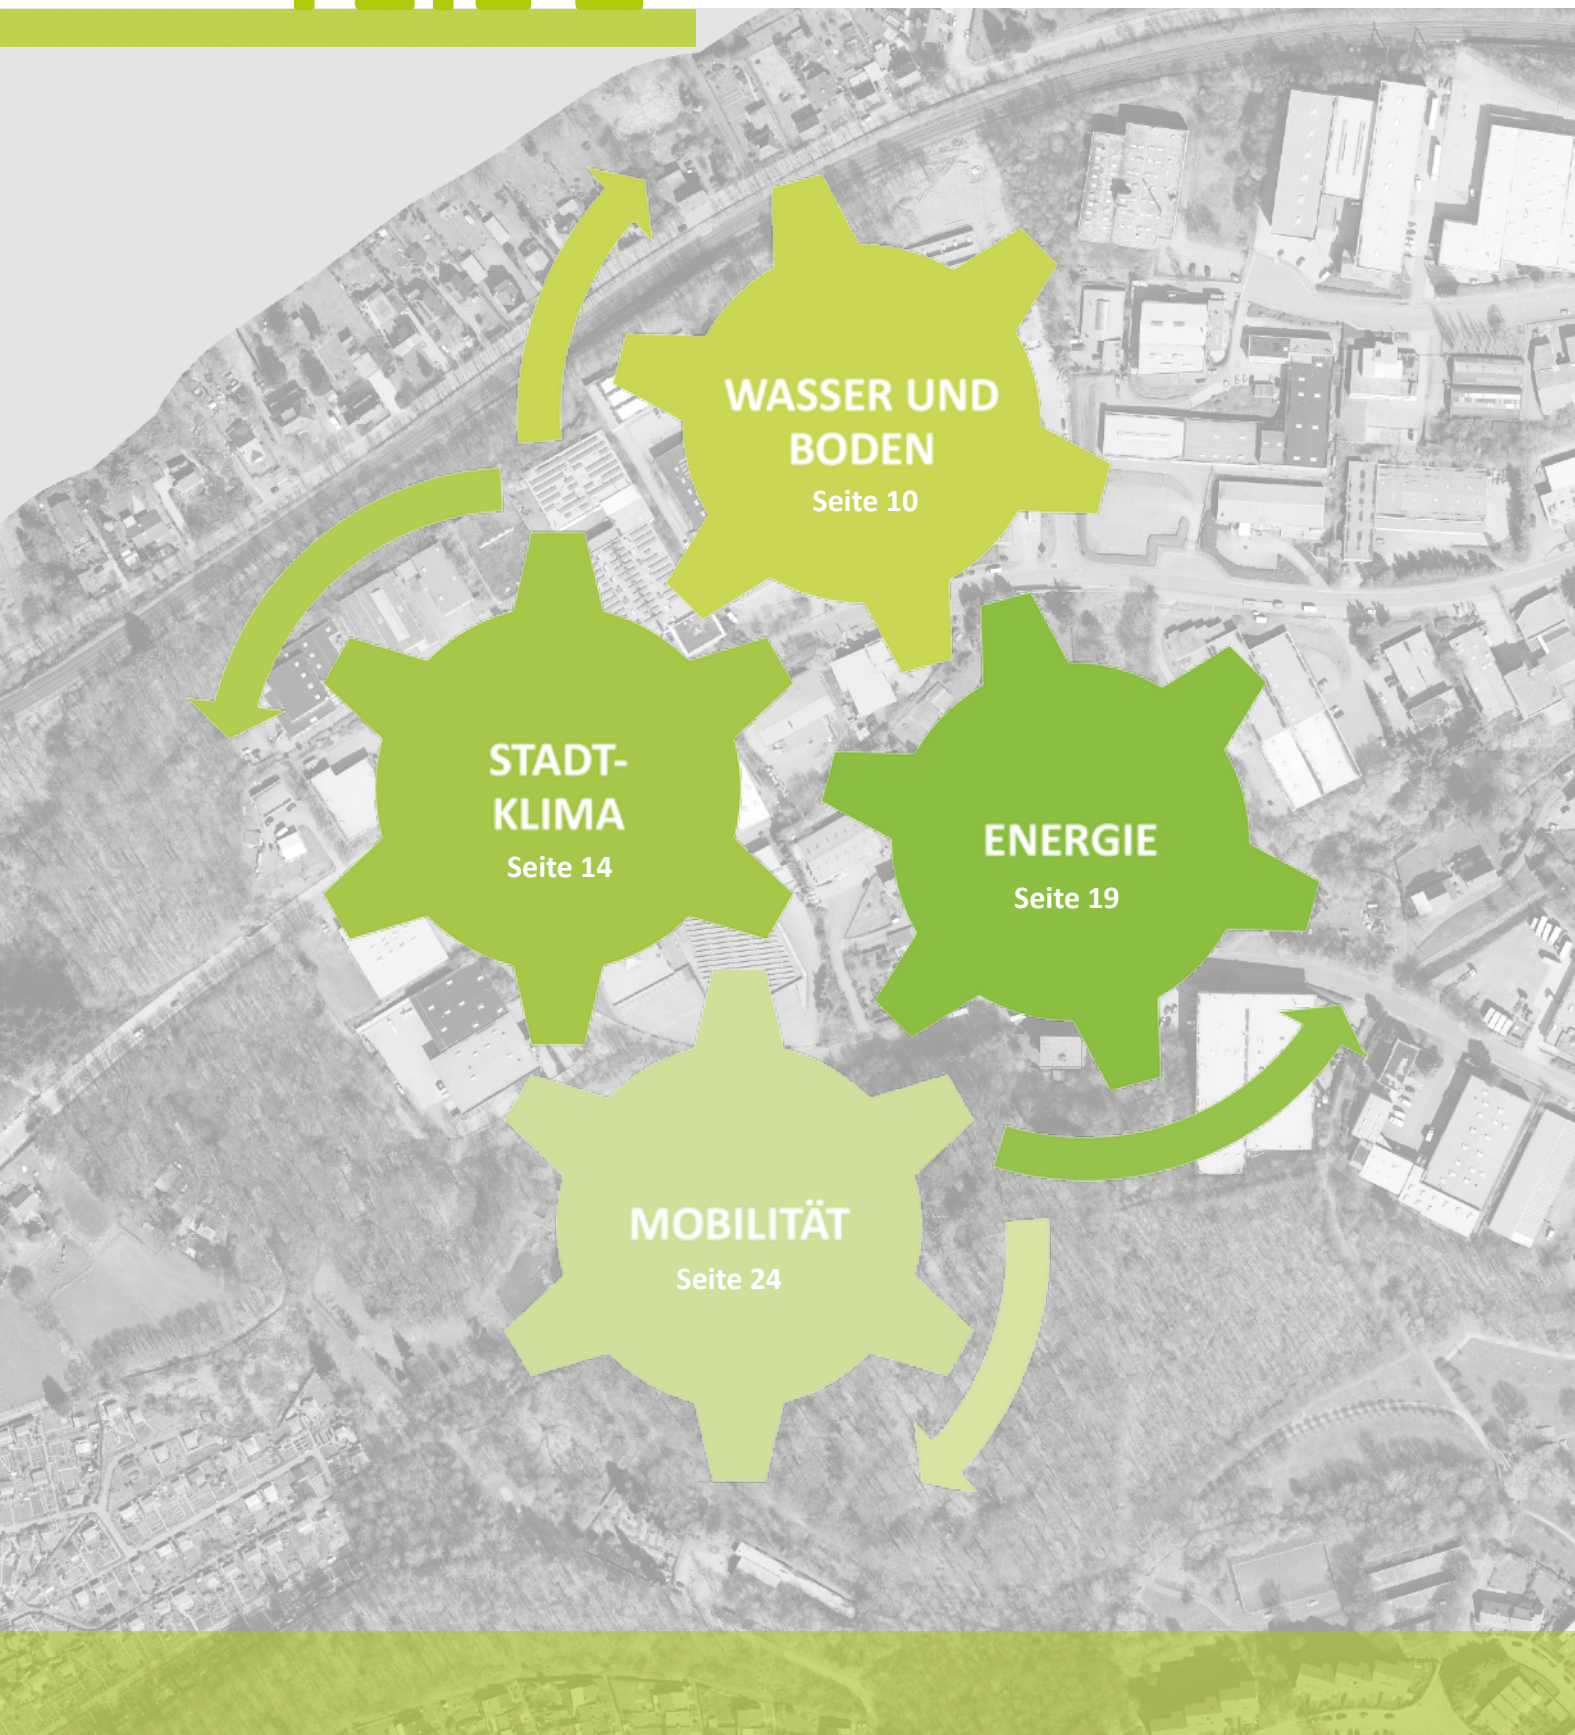 WASSER UND
BODEN
Seite 10
STADT-
KLIMA
Seite 14
ENERGIE
Seite 19
MOBILITÄT
Seite 24